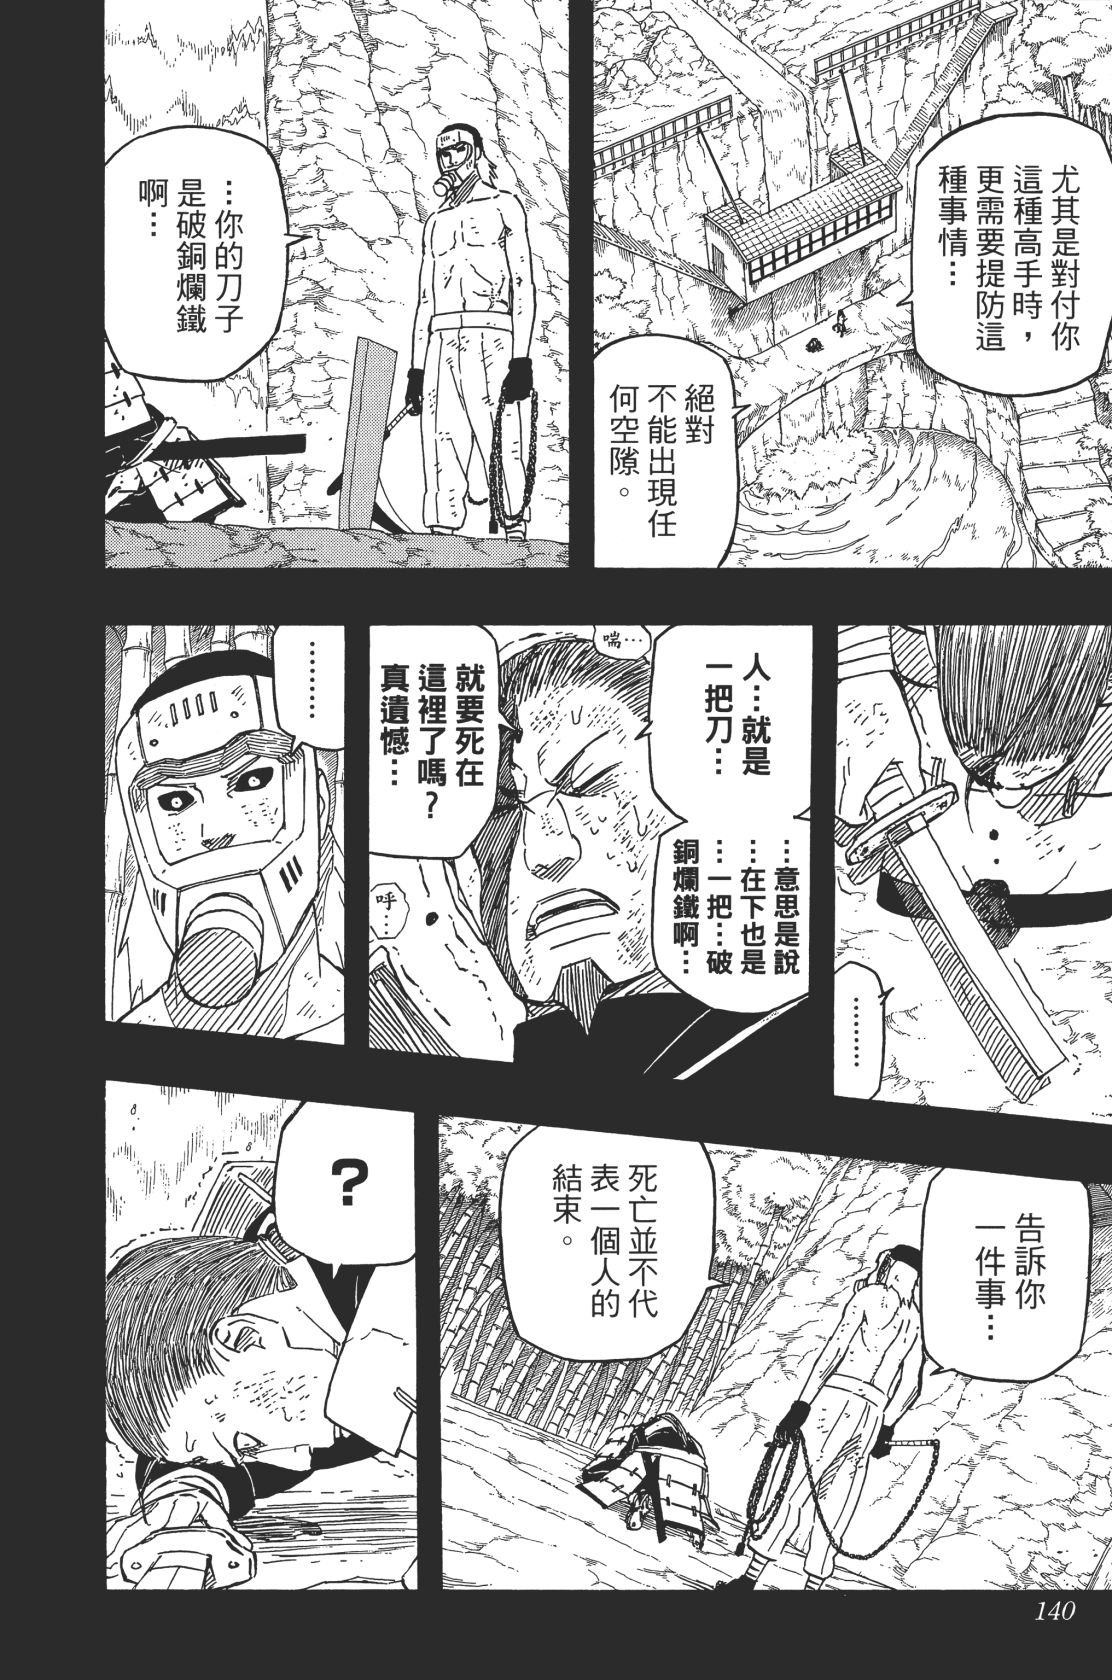 尤其是對付你
這種高手時，
更需要提防這
種事情…
絕對
不能出現任
何空隙。
…你的刀子
是破銅爛鐵
啊…
………
人…就是
一把刀…
…意思是說
…在下也是
…一把…破
銅爛鐵啊…
喘…
就要死在
這裡了嗎？
真遺憾…
呼…
………
告訴你
一件事…
死亡並不代
表一個人的
結束。
？
140